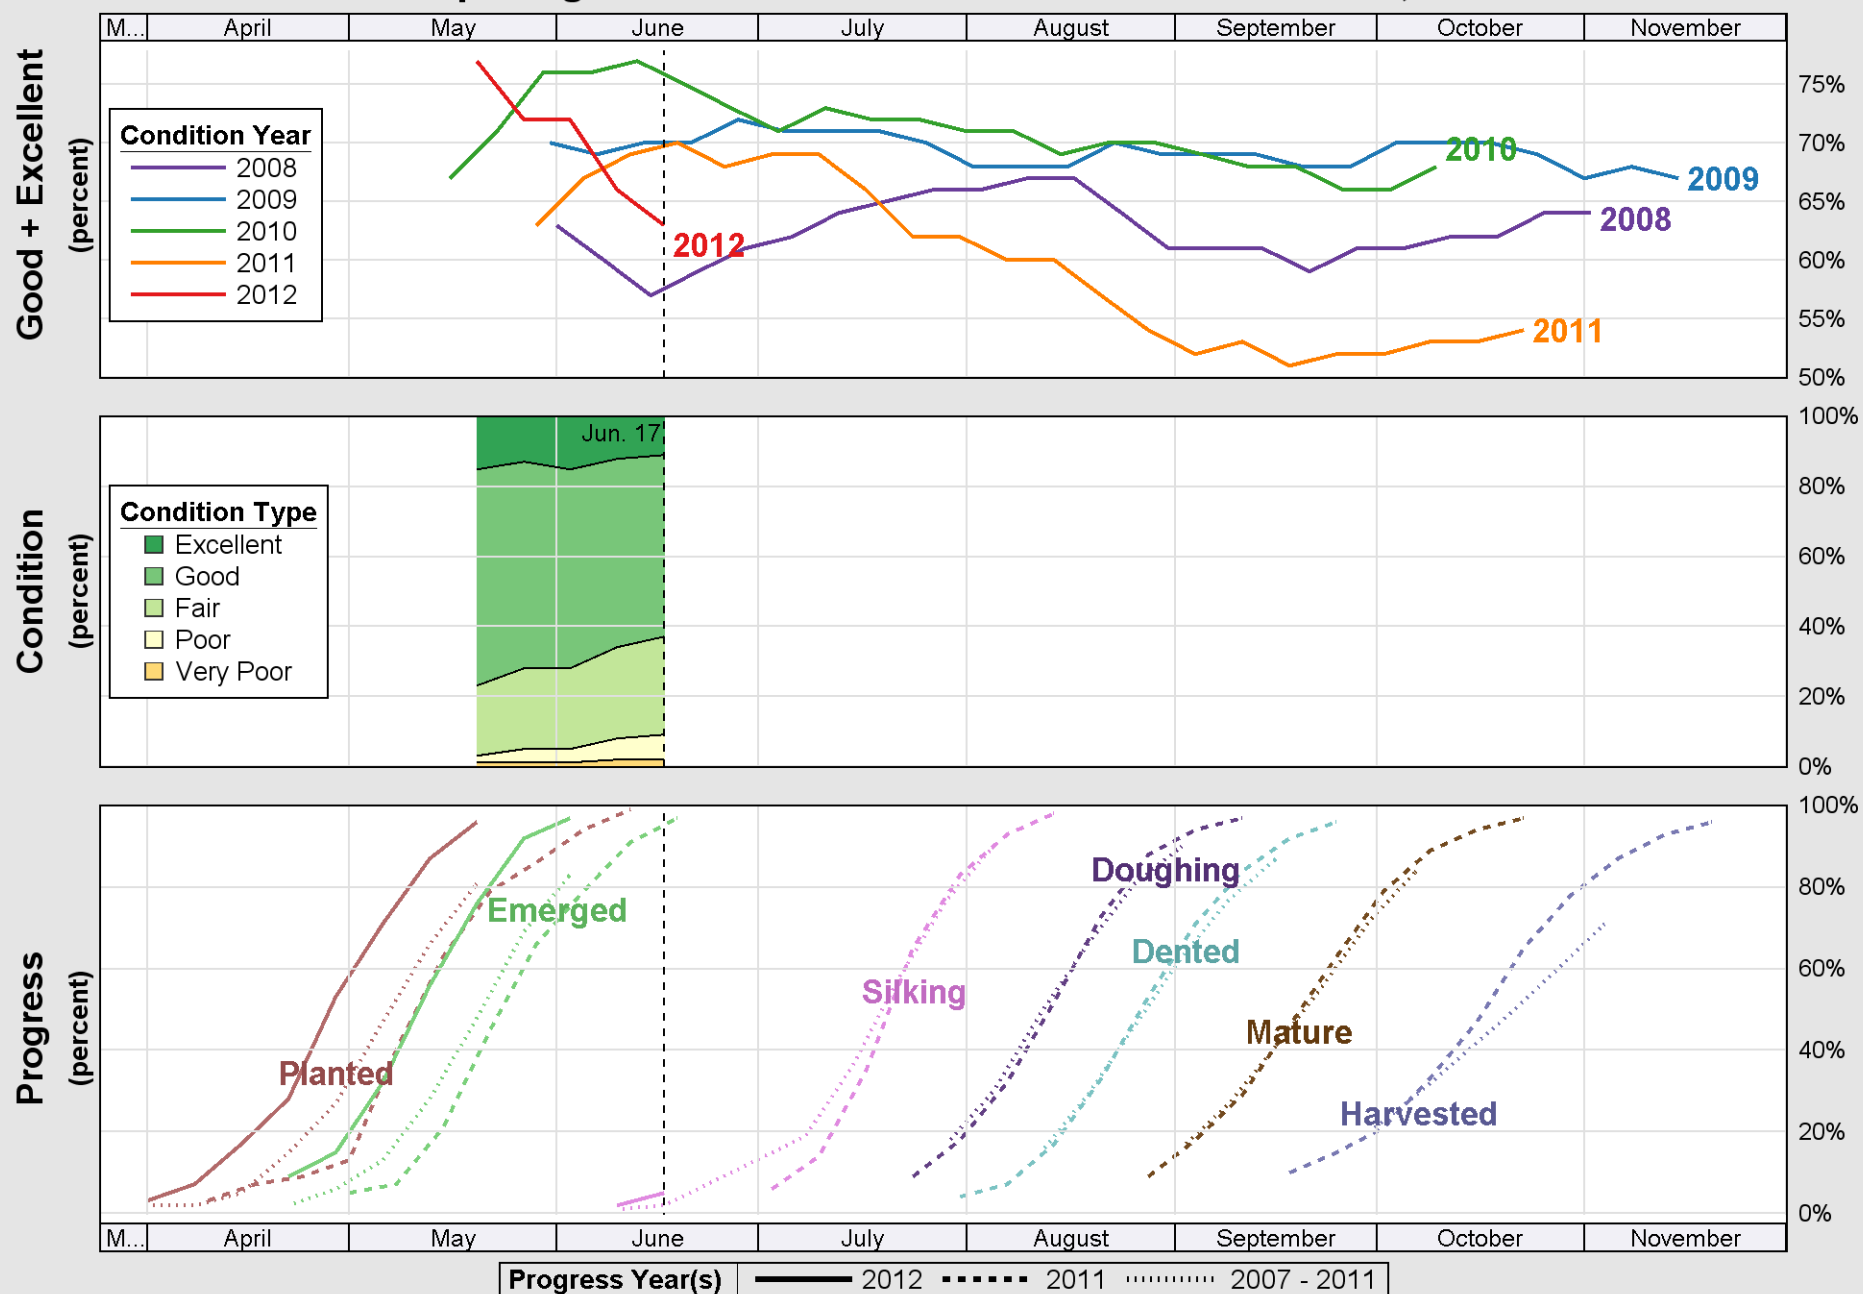 M... April May June July August September October November
Good + Excellent
(percent)
75%
70%
65%
60%
55%
50%
Condition Year
2008
2009
2010
2011
2012
2010
2009
2008
2012
2011
Condition
(percent)
100%
80%
60%
40%
20%
0%
Jun. 17
Condition Type
Excellent
Good
Fair
Poor
Very Poor
Progress
(percent)
100%
80%
60%
40%
20%
0%
Planted
Emerged
Silking
Doughing
Dented
Mature
Harvested
M... April May June July August September October November
Progress Year(s) 2012 2011 2007 - 2011